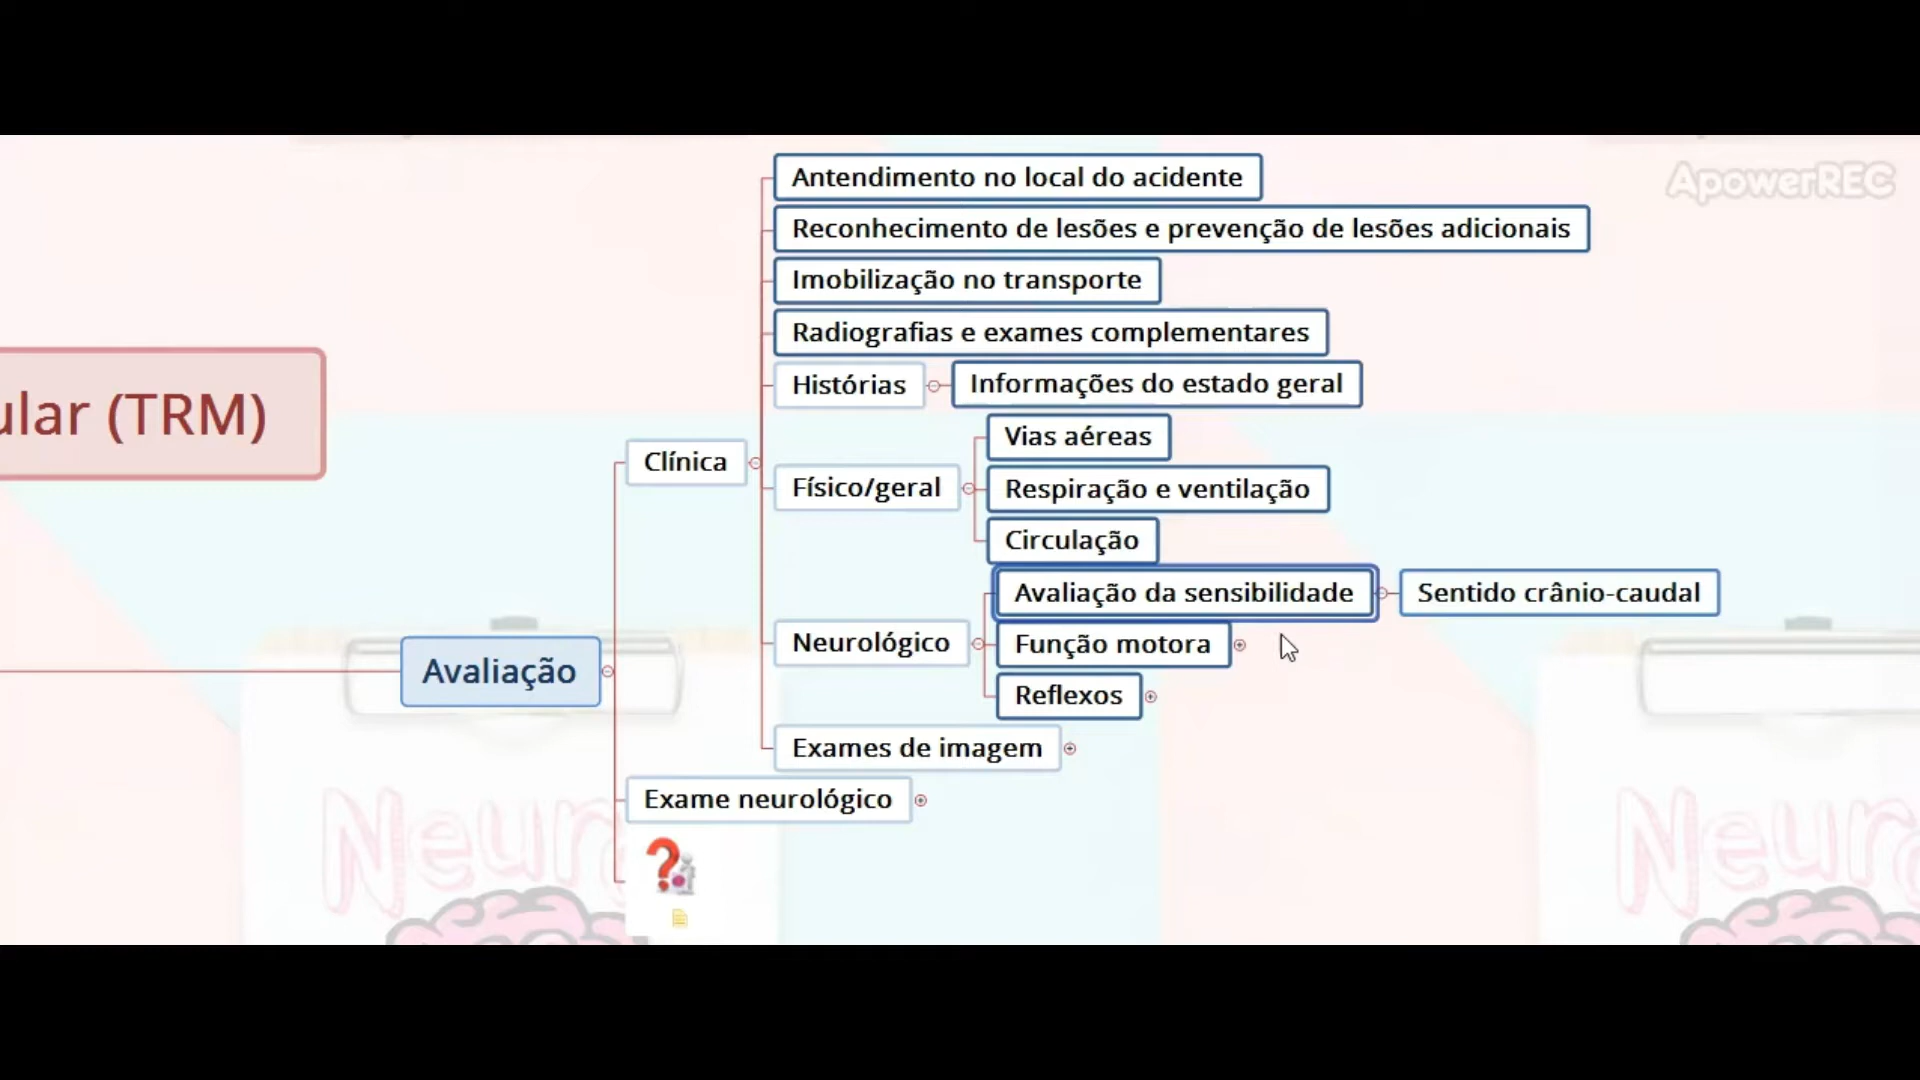 ApowerREC
Antendimento no local do acidente
Reconhecimento de lesões e prevenção de lesões adicionais
Imobilização no transporte
Radiografias e exames complementares
Histórias
Informações do estado geral
ular (TRM)
Clínica
Vias aéreas
Físico/geral
Respiração e ventilação
Circulação
Avaliação da sensibilidade
Sentido crânio-caudal
Neurológico
Função motora
Avaliação
Reflexos
Exames de imagem
Exame neurológico
Neuro
Neuro